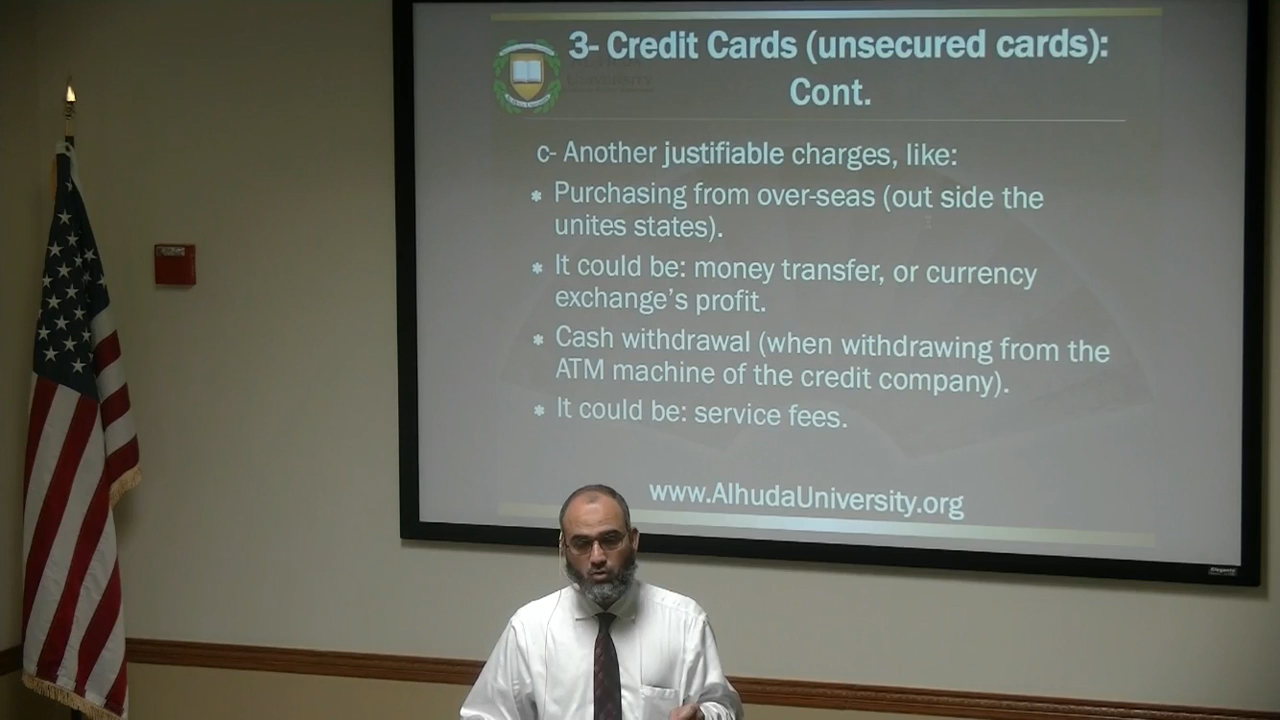 3- Credit Cards (unsecured cards):
Cont.
c- Another justifiable charges, like:
* Purchasing from over-seas (out side the
unites states).
* It could be: money transfer, or currency
exchange's profit.
* Cash withdrawal (when withdrawing from the
ATM machine of the credit company).
* It could be: service fees.
www.AlhudaUniversity.org